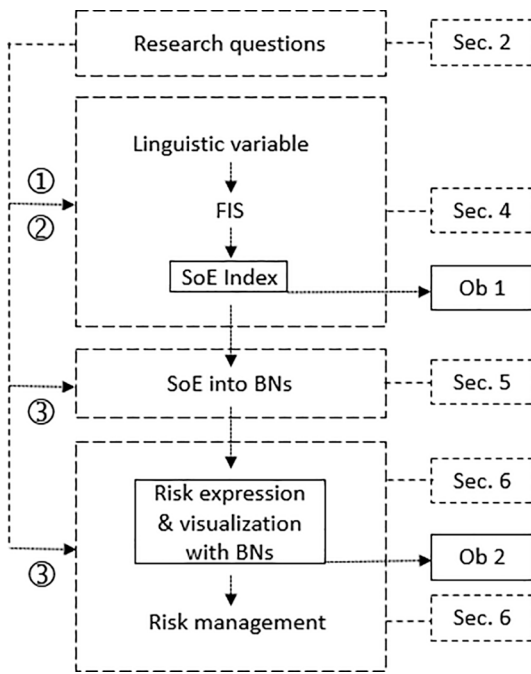 Research questions
Sec. 2
Linguistic variable
①
②
FIS
Sec. 4
SoE Index
Ob 1
SoE into BNs
Sec. 5
③
Risk expression
& visualization
with BNs
Sec. 6
Ob 2
③
Risk management
Sec. 6